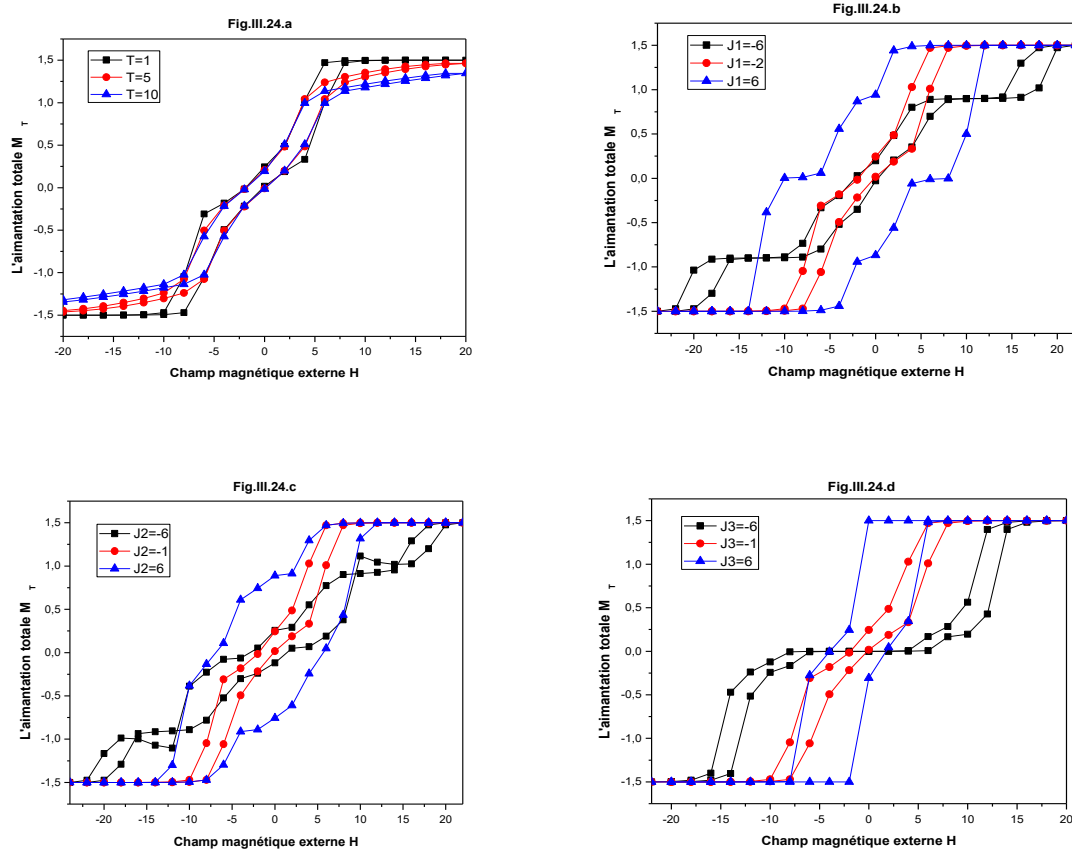 Fig.III.24.a
T=1
T=5
T=10
1,5
1,0
0,5
0,0
-0,5
-1,0
-1,5
L'aimantation totale M T
-20 -15 -10 -5 0 5 10 15 20
Champ magnétique externe H
Fig.III.24.b
J1=-6
J1=-2
J1=6
1,5
1,0
0,5
0,0
-0,5
-1,0
-1,5
L'aimantation totale M T
-20 -15 -10 -5 0 5 10 15 20
Champ magnétique externe H
Fig.III.24.c
J2=-6
J2=-1
J2=6
1,5
1,0
0,5
0,0
-0,5
-1,0
-1,5
L'aimantation totale M T
-20 -15 -10 -5 0 5 10 15 20
Champ magnétique externe H
Fig.III.24.d
J3=-6
J3=-1
J3=6
1,5
1,0
0,5
0,0
-0,5
-1,0
-1,5
L'aimantation totale M T
-20 -15 -10 -5 0 5 10 15 20
Champ magnétique externe H